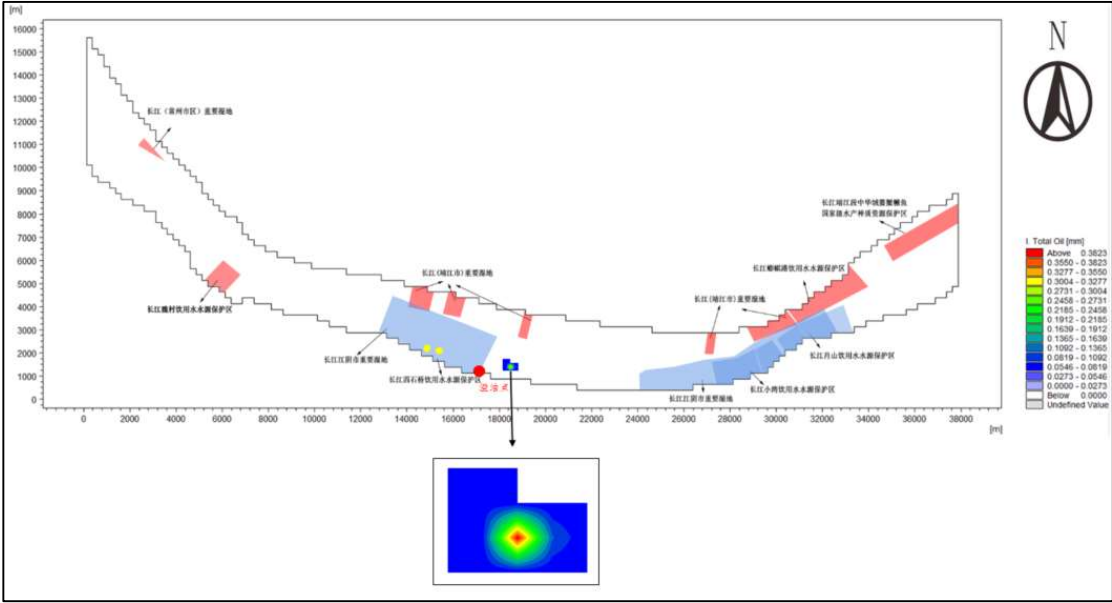 [m]
16000
15000
14000
13000
12000
11000
10000
9000
8000
7000
6000
5000
4000
3000
2000
1000
0
长江（常州市区）重要湿地
长江魏村饮用水水源保护区
长江(靖江市)重要湿地
长江江阴市重要湿地
长江西石桥饮用水水源保护区
溢油点
长江(靖江市)重要湿地
长江蟛蜞港饮用水水源保护区
长江靖江段中华绒螯蟹鳜鱼
国家级水产种质资源保护区
长江肖山饮用水水源保护区
长江小湾饮用水水源保护区
长江江阴市重要湿地
0
2000
4000
6000
8000
10000
12000
14000
16000
18000
20000
22000
24000
26000
28000
30000
32000
34000
36000
38000
[m]
N
Total Oil [mm]
Above 0.3823
0.3550 - 0.3823
0.3277 - 0.3550
0.3004 - 0.3277
0.2731 - 0.3004
0.2458 - 0.2731
0.2185 - 0.2458
0.1912 - 0.2185
0.1639 - 0.1912
0.1365 - 0.1639
0.1092 - 0.1365
0.0819 - 0.1092
0.0546 - 0.0819
0.0273 - 0.0546
0.0000 - 0.0273
Below 0.0000
Undefined Value